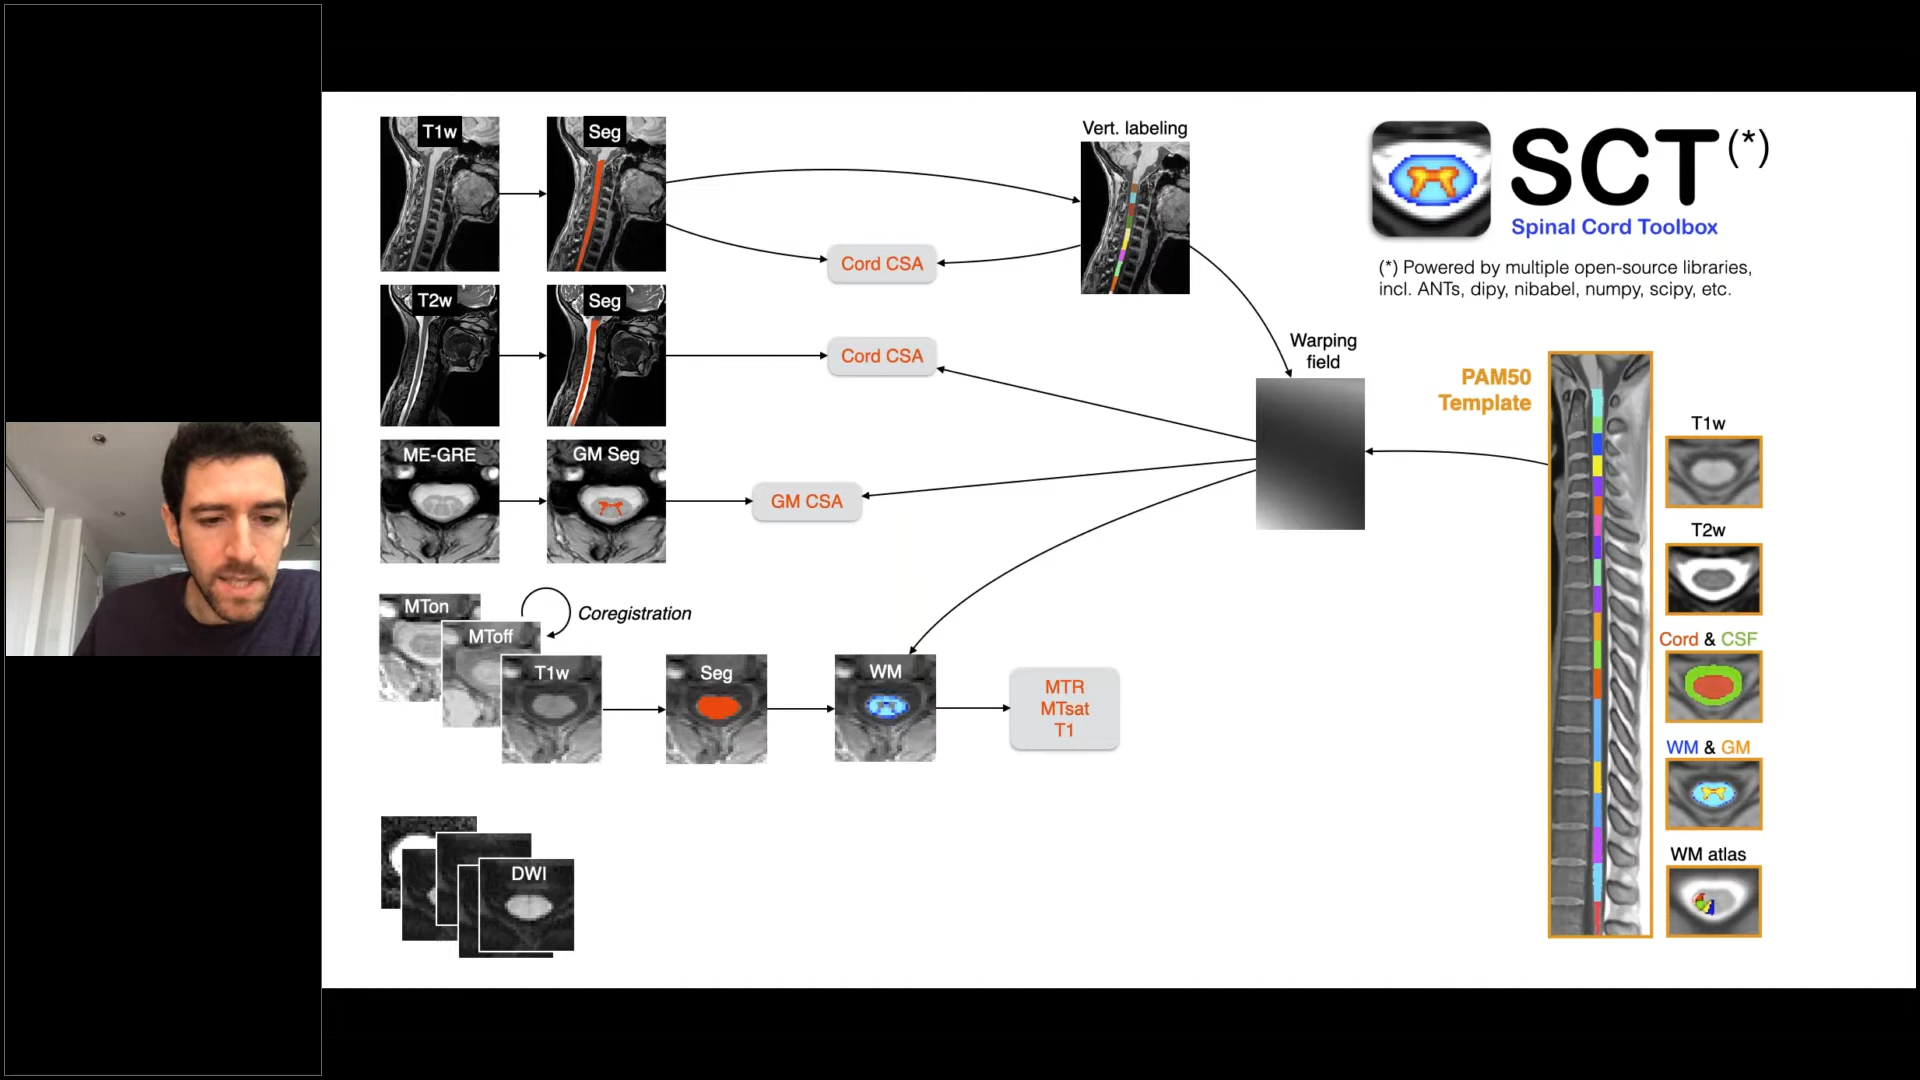 T1w
Seg
Vert. labeling
SCT(*)
Spinal Cord Toolbox
(*) Powered by multiple open-source libraries,
incl. ANTs, dipy, nibabel, numpy, scipy, etc.
Cord CSA
T2w
Seg
Cord CSA
Warping
field
PAM50
Template
T1w
T2w
Cord & CSF
WM & GM
WM atlas
ME-GRE
GM Seg
GM CSA
MTon
MToff
Coregistration
T1w
Seg
WM
MTR
MTsat
T1
DWI